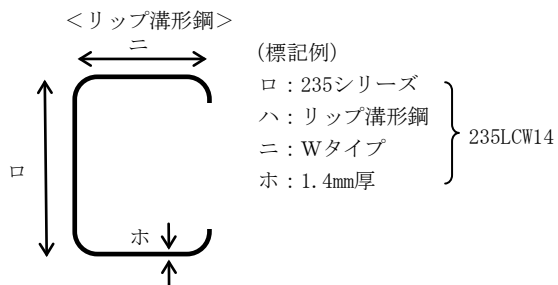 ＜リップ溝形鋼＞
ニ
(標記例)
ロ：235シリーズ
ハ：リップ溝形鋼
ニ：Wタイプ
ホ：1.4mm厚
235LCW14
ロ
ホ